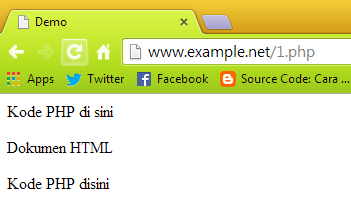 Demo
www.example.net/1.php
Apps Twitter Facebook Source Code: Cara ...
Kode PHP di sini
Dokumen HTML
Kode PHP disini